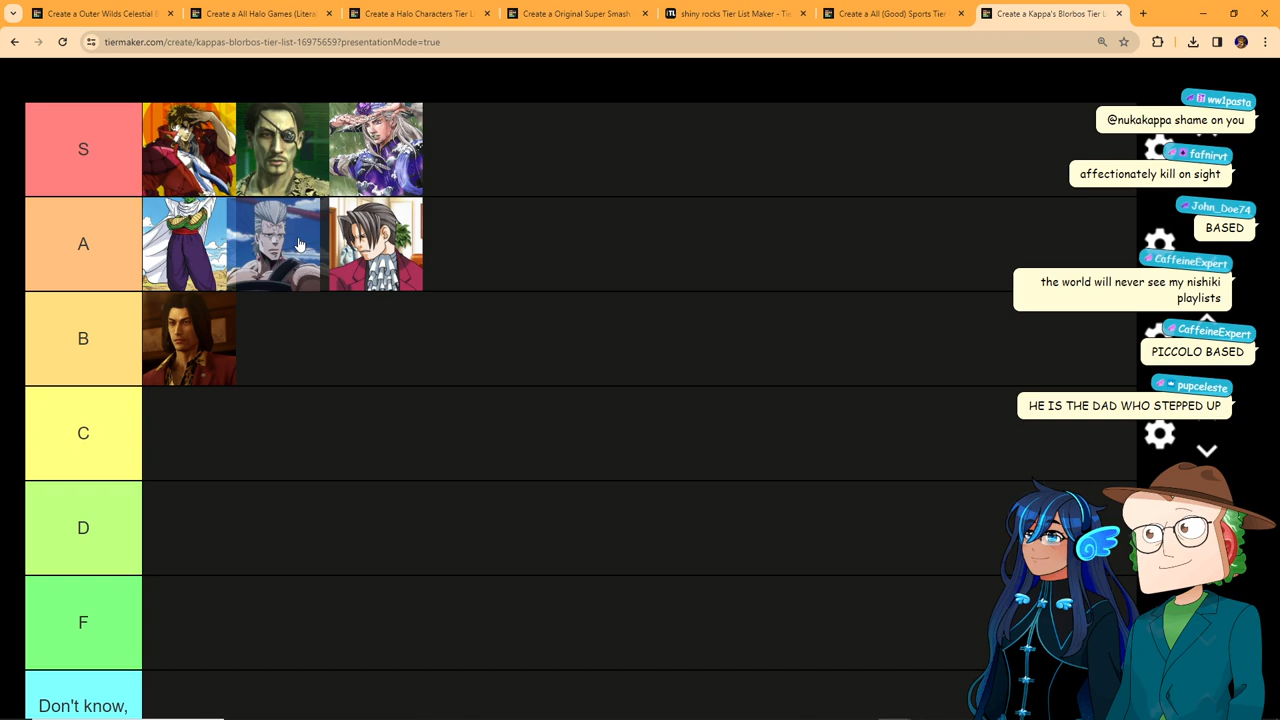 Create a Outer Wilds Celestial B
Create a All Halo Games (Litera
Create a Halo Characters Tier L
Create a Original Super Smash
shiny rocks Tier List Maker - Tie
Create a All (Good) Sports Tier
Create a Kappa's Blorbos Tier L
tiermaker.com/create/kappas-blorbos-tier-list-16975659?presentationMode=true
S
A
B
C
D
F
Don't know,
ww1pasta
@nukakappa shame on you
fafnirvt
affectionately kill on sight
John_Doe74
BASED
CaffeineExpert
the world will never see my nishiki
playlists
CaffeineExpert
PICCOLO BASED
pupceleste
HE IS THE DAD WHO STEPPED UP